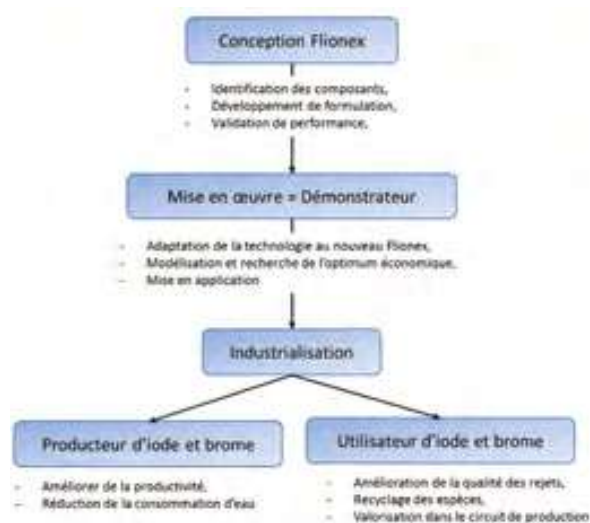 Conception Flionex
- Identification des composants,
- Développement de formulation,
- Validation de performance,
Mise en œuvre = Démonstrateur
- Adaptation de la technologie au nouveau Flionex,
- Modélisation et recherche de l'optimum économique,
- Mise en application
Industrialisation
Producteur d'iode et brome
- Améliorer de la productivité,
- Réduction de la consommation d'eau
Utilisateur d'iode et brome
- Amélioration de la qualité des rejets,
- Recyclage des espèces,
- Valorisation dans le circuit de production